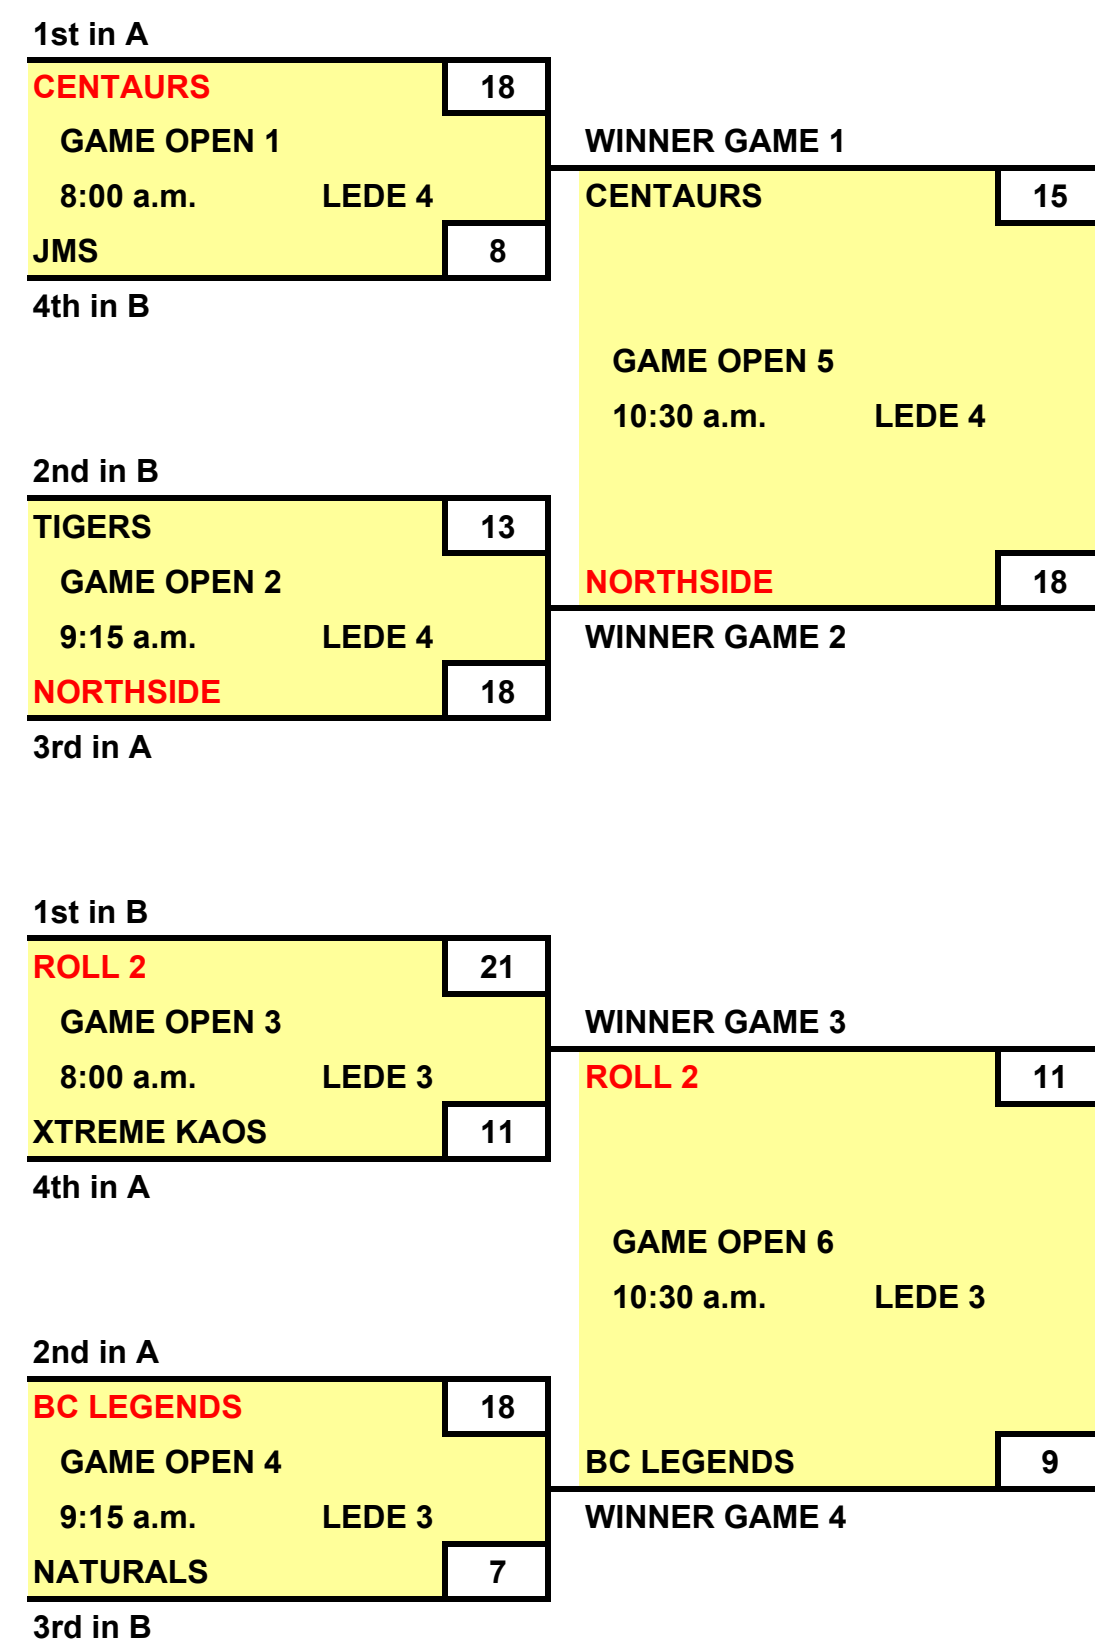 1st in A
CENTAURS 18
GAME OPEN 1
8:00 a.m. LEDE 4
JMS 8
4th in B
WINNER GAME 1
CENTAURS 15
GAME OPEN 5
10:30 a.m. LEDE 4
NORTHSIDE 18
WINNER GAME 2
2nd in B
TIGERS 13
GAME OPEN 2
9:15 a.m. LEDE 4
NORTHSIDE 18
3rd in A
1st in B
ROLL 2 21
GAME OPEN 3
8:00 a.m. LEDE 3
XTREME KAOS 11
4th in A
WINNER GAME 3
ROLL 2 11
GAME OPEN 6
10:30 a.m. LEDE 3
BC LEGENDS 9
WINNER GAME 4
2nd in A
BC LEGENDS 18
GAME OPEN 4
9:15 a.m. LEDE 3
NATURALS 7
3rd in B